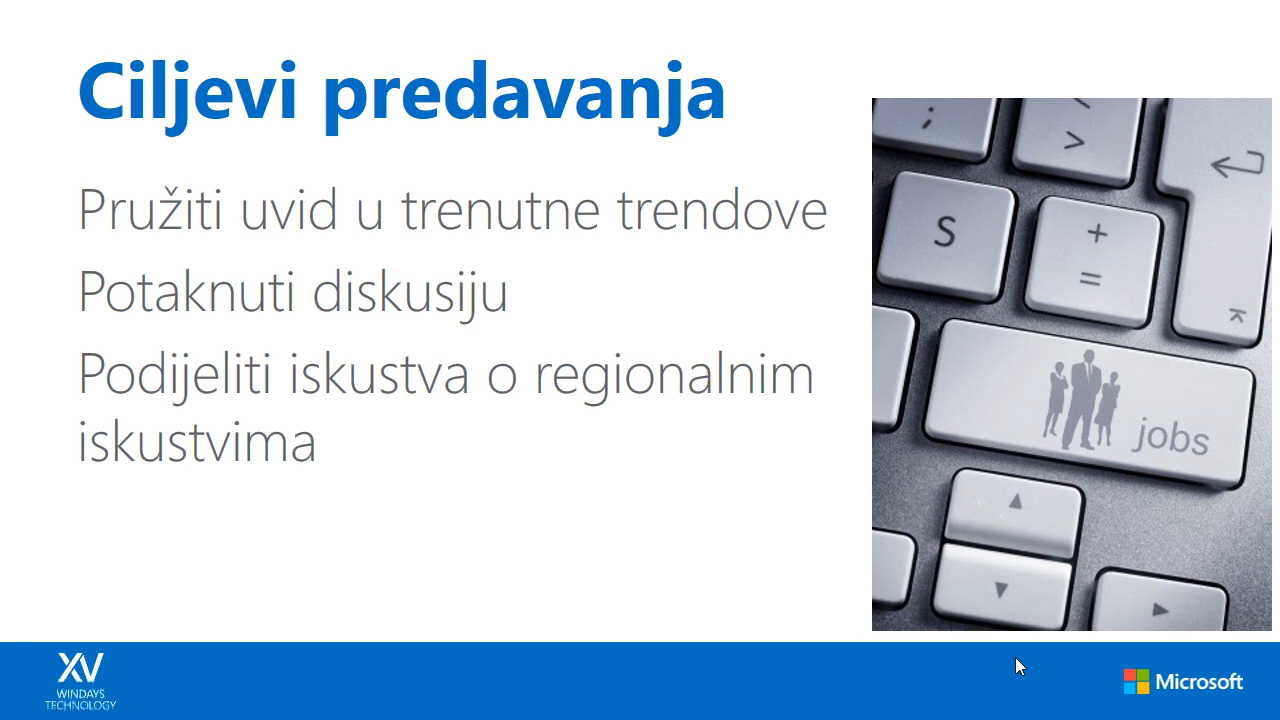 Ciljevi predavanja
Pružiti uvid u trenutne trendove
Potaknuti diskusiju
Podijeliti iskustva o regionalnim
iskustvima
;
>
S
+
=
jobs
XV
WINDAYS
TECHNOLOGY
Microsoft